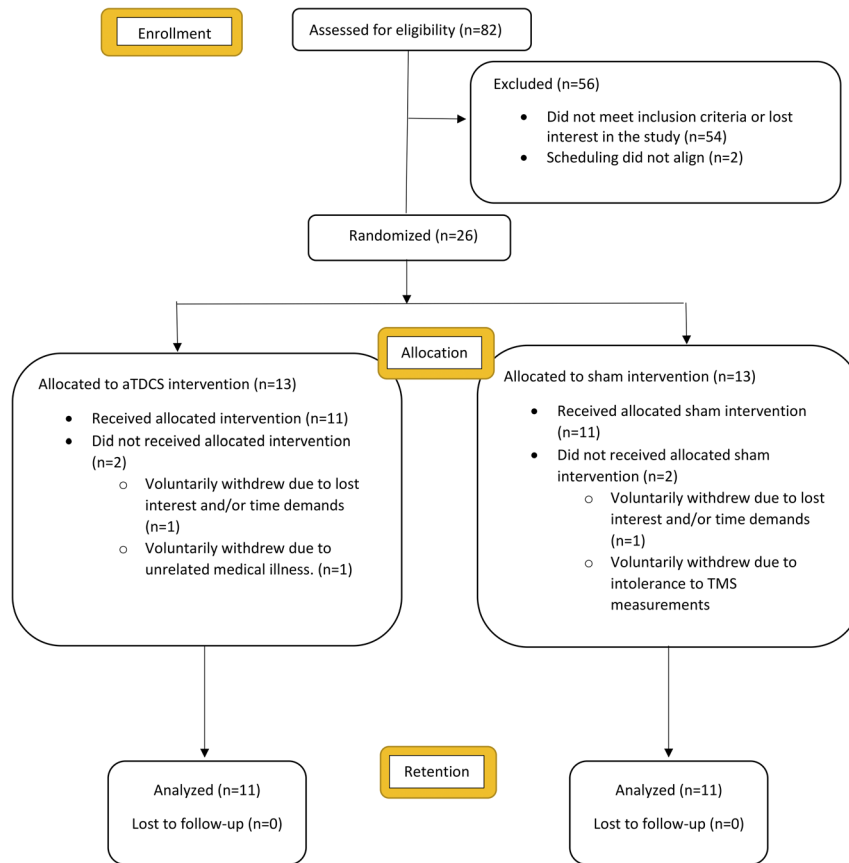 Enrollment
Assessed for eligibility (n=82)
Excluded (n=56)
• Did not meet inclusion criteria or lost
interest in the study (n=54)
• Scheduling did not align (n=2)
Randomized (n=26)
Allocation
Allocated to aTDCS intervention (n=13)
• Received allocated intervention (n=11)
• Did not received allocated intervention
(n=2)
o Voluntarily withdrew due to lost
interest and/or time demands
(n=1)
o Voluntarily withdrew due to
unrelated medical illness. (n=1)
Allocated to sham intervention (n=13)
• Received allocated sham intervention
(n=11)
• Did not received allocated sham
intervention (n=2)
o Voluntarily withdrew due to lost
interest and/or time demands
(n=1)
o Voluntarily withdrew due to
intolerance to TMS
measurements
Retention
Analyzed (n=11)
Lost to follow-up (n=0)
Analyzed (n=11)
Lost to follow-up (n=0)